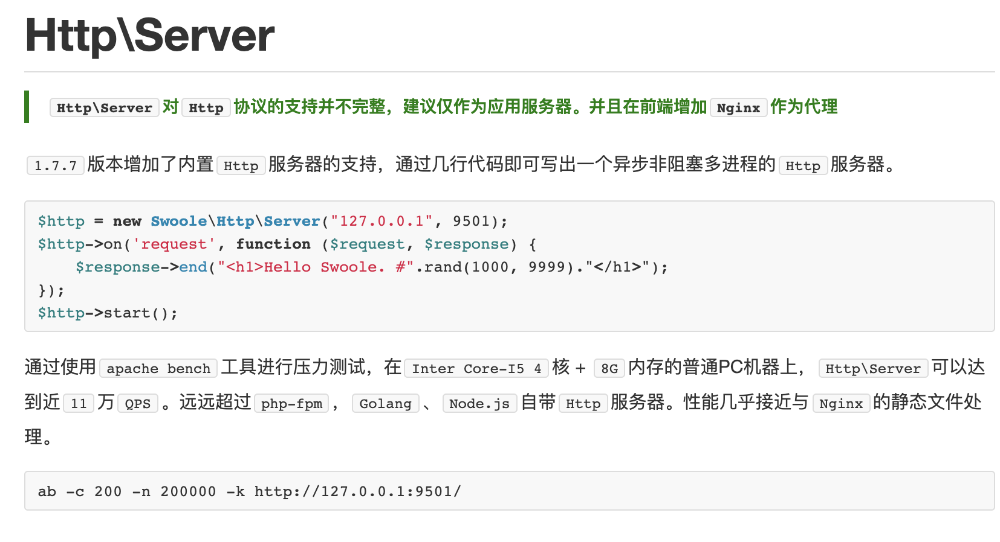 Http\Server
Http\Server 对 Http 协议的支持并不完整，建议仅作为应用服务器。并且在前端增加 Nginx 作为代理
1.7.7 版本增加了内置 Http 服务器的支持，通过几行代码即可写出一个异步非阻塞多进程的 Http 服务器。
$http = new Swoole\Http\Server("127.0.0.1", 9501);
$http->on('request', function ($request, $response) {
    $response->end("<h1>Hello Swoole. #".rand(1000, 9999)."</h1>");
});
$http->start();
通过使用 apache bench 工具进行压力测试，在 Inter Core-I5 4 核 + 8G 内存的普通PC机器上， Http\Server 可以达
到近 11 万 QPS 。远远超过 php-fpm ， Golang 、 Node.js 自带 Http 服务器。性能几乎接近与 Nginx 的静态文件处
理。
ab -c 200 -n 200000 -k http://127.0.0.1:9501/